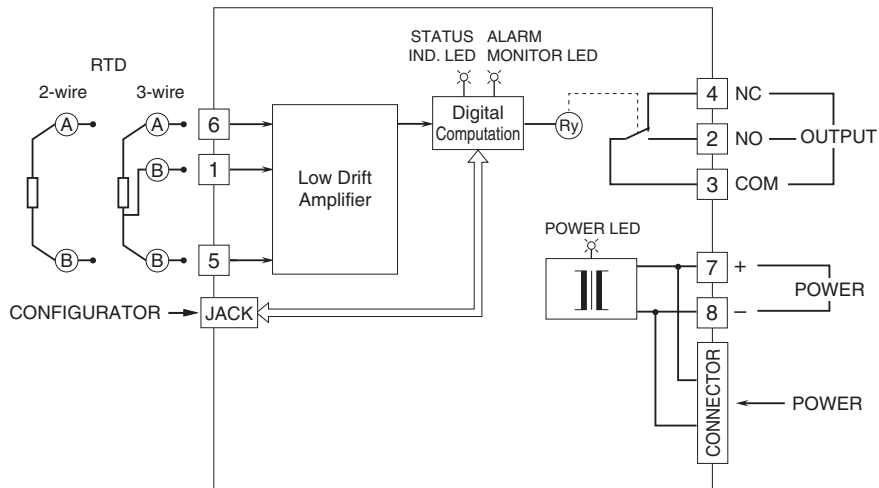 STATUS
IND. LED
ALARM
MONITOR LED
RTD
2-wire
3-wire
A
A
B
B
B
6
1
5
Low Drift
Amplifier
Digital
Computation
Ry
4 NC
2 NO
3 COM
OUTPUT
POWER LED
7 +
8 –
POWER
CONFIGURATOR
JACK
CONNECTOR
POWER